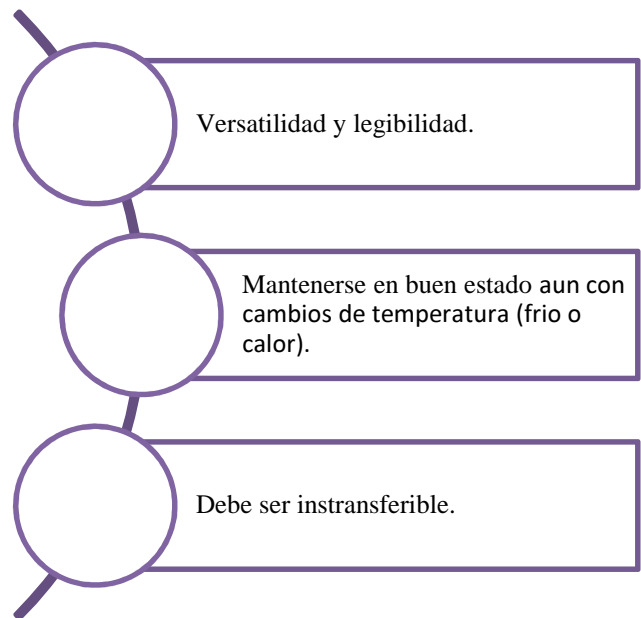 Versatilidad y legibilidad.
Mantenerse en buen estado aun con
cambios de temperatura (frio o
calor).
Debe ser instransferible.